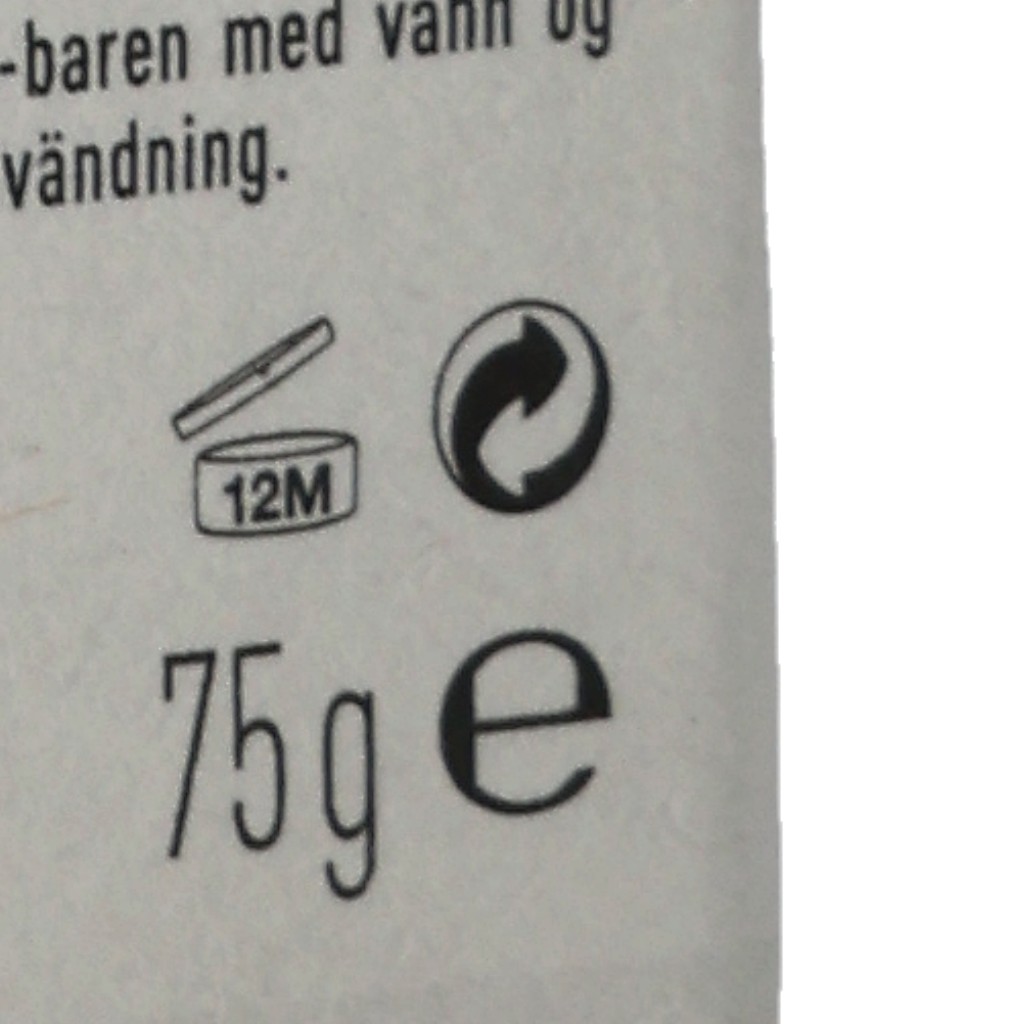 -baren med vann og
vändning.
12M
75g e